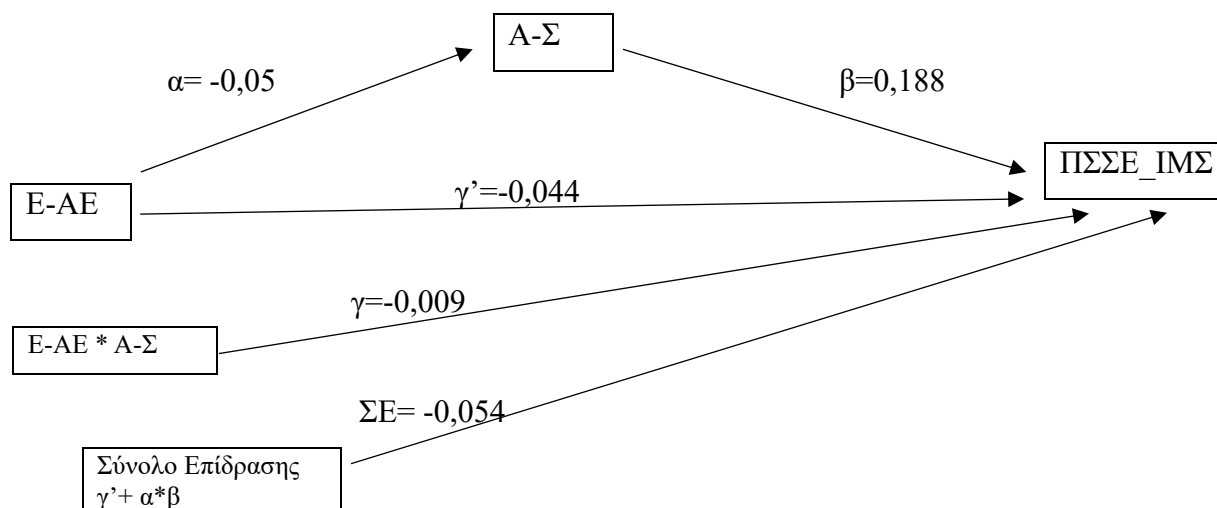 Α-Σ
α= -0,05
β=0,188
ΠΣΣΕ_ΙΜΣ
Ε-ΑΕ
γ’=-0,044
γ=-0,009
Ε-ΑΕ * Α-Σ
ΣΕ= -0,054
Σύνολο Επίδρασης
γ’+ α*β